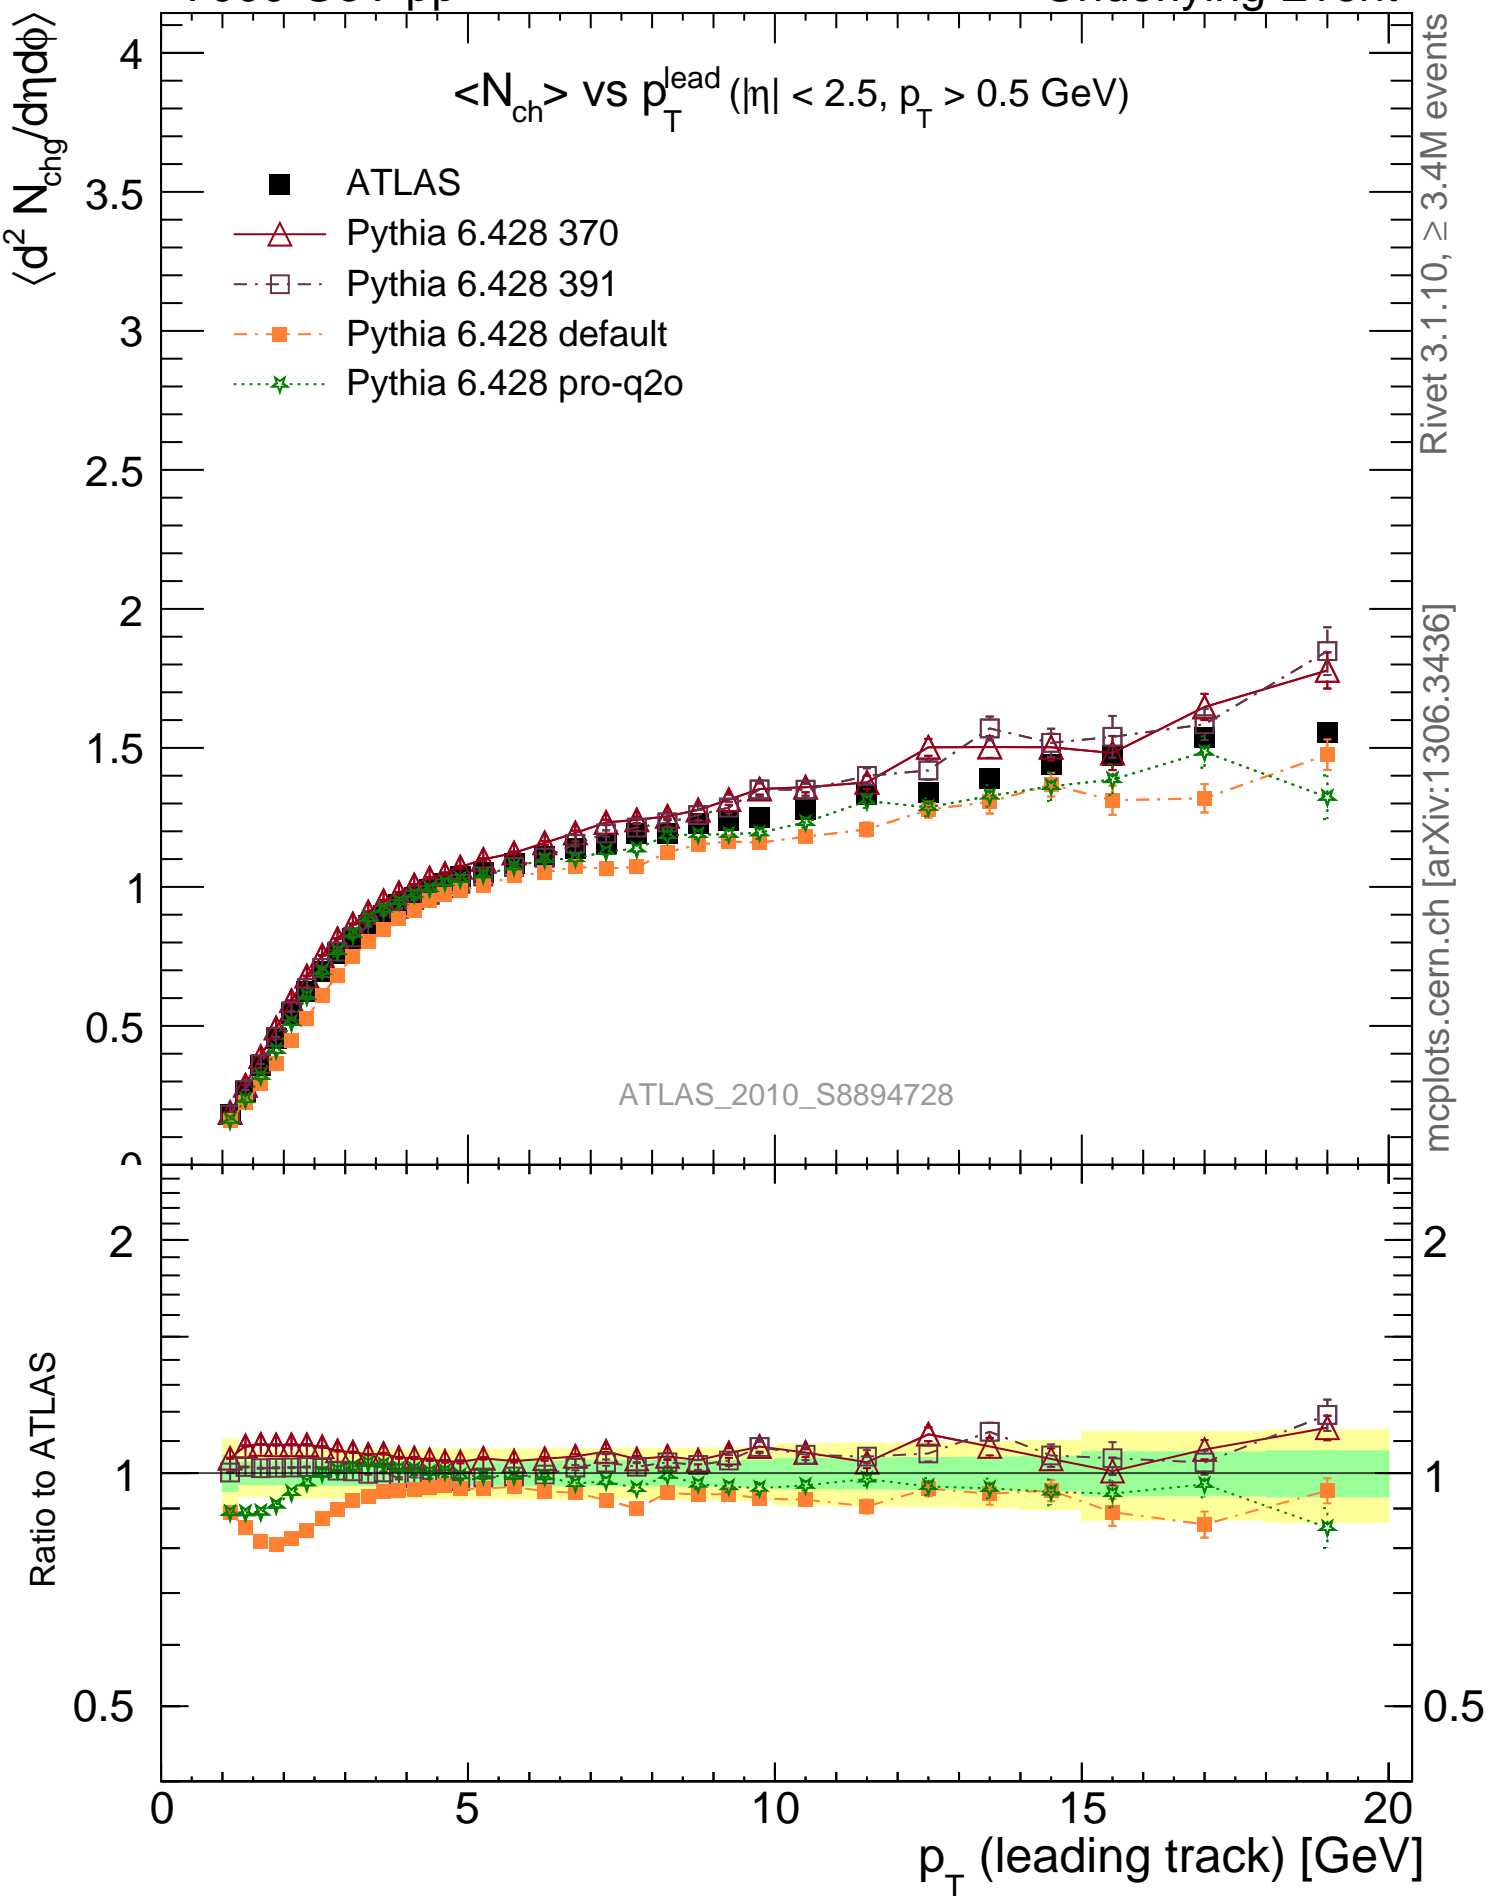 ⟨d² N_chg/dηdϕ⟩
<N_ch> vs p_T^lead (|η| < 2.5, p_T > 0.5 GeV)
ATLAS
Pythia 6.428 370
Pythia 6.428 391
Pythia 6.428 default
Pythia 6.428 pro-q2o
4
3.5
3
2.5
2
1.5
1
0.5
ATLAS_2010_S8894728
Rivet 3.1.10, ≥ 3.4M events
mcplots.cern.ch [arXiv:1306.3436]
Ratio to ATLAS
2
1
0.5
2
1
0.5
0
5
10
15
20
p_T (leading track) [GeV]